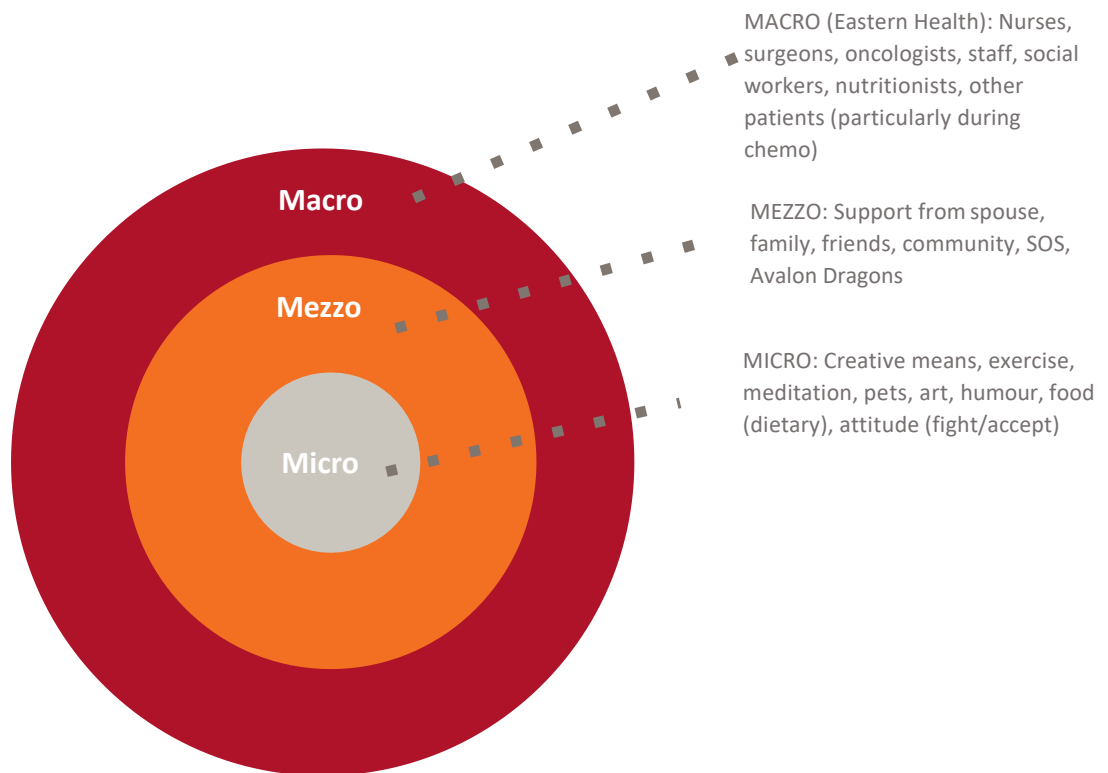 MACRO (Eastern Health): Nurses,
surgeons, oncologists, staff, social
workers, nutritionists, other
patients (particularly during
chemo)
Macro
MEZZO: Support from spouse,
family, friends, community, SOS,
Avalon Dragons
Mezzo
MICRO: Creative means, exercise,
meditation, pets, art, humour, food
(dietary), attitude (fight/accept)
Micro